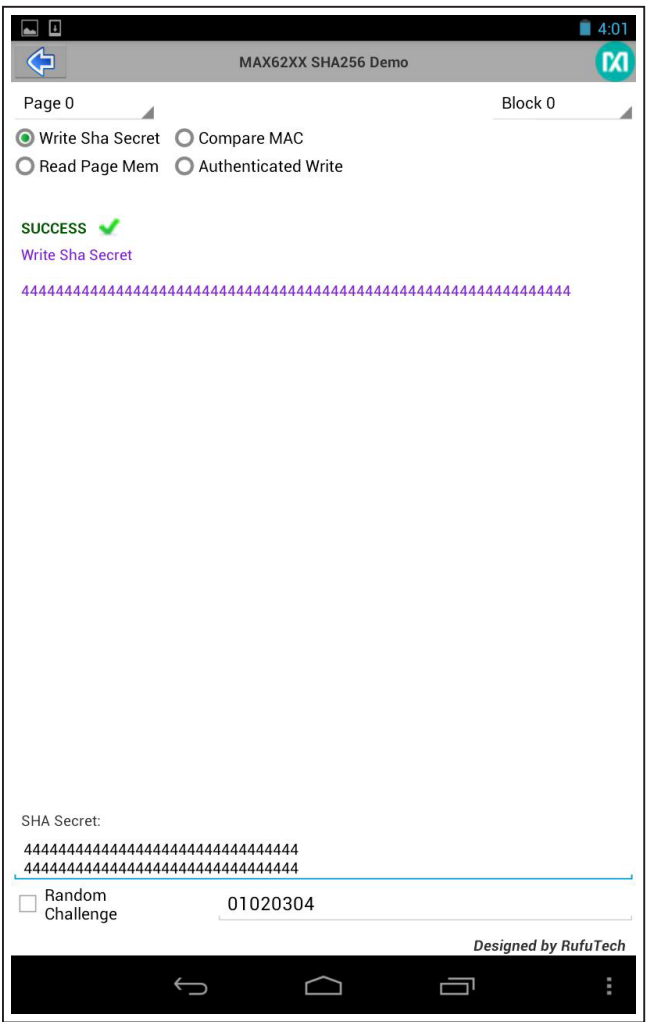 4:01
MAX62XX SHA256 Demo
Page 0 Block 0
Write Sha Secret Compare MAC
Read Page Mem Authenticated Write
SUCCESS
Write Sha Secret
4444444444444444444444444444444444444444444444444444444444444444
SHA Secret:
44444444444444444444444444444444
44444444444444444444444444444444
Random
Challenge
01020304
Designed by RufuTech